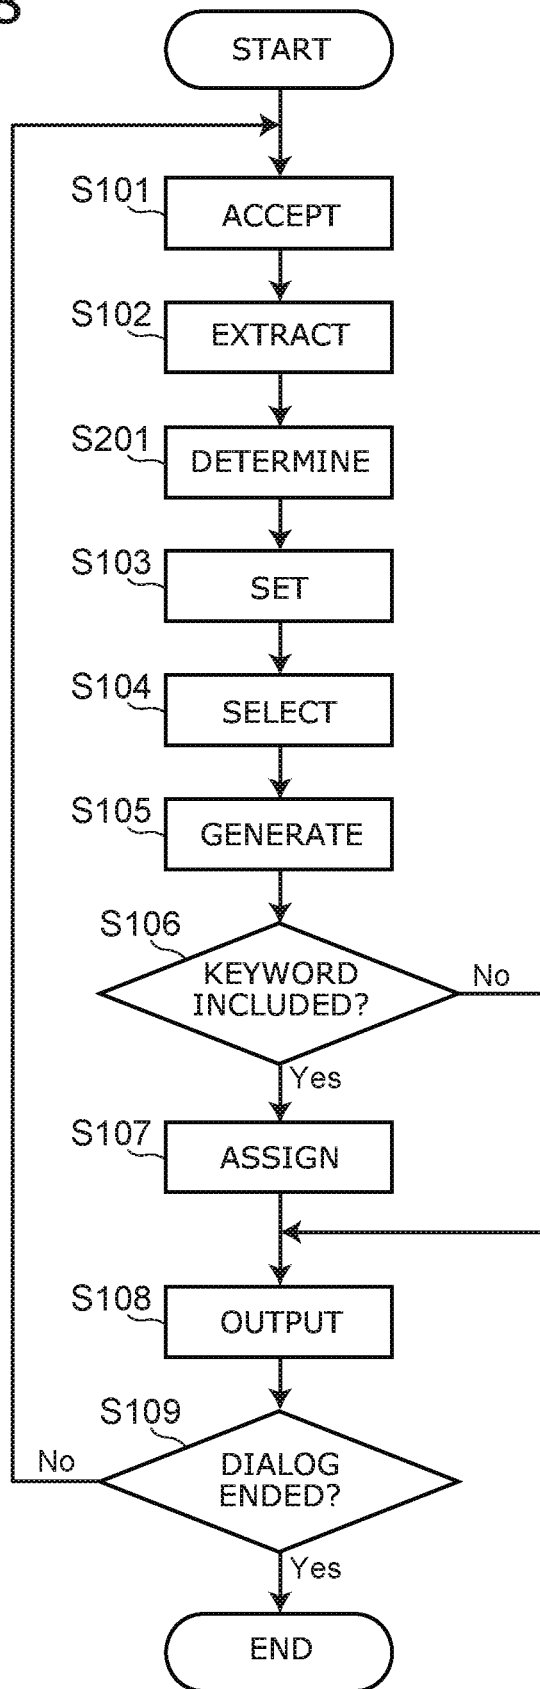 START
S101
ACCEPT
S102
EXTRACT
S201
DETERMINE
S103
SET
S104
SELECT
S105
GENERATE
S106
KEYWORD
INCLUDED?
No
Yes
S107
ASSIGN
S108
OUTPUT
S109
DIALOG
ENDED?
No
Yes
END